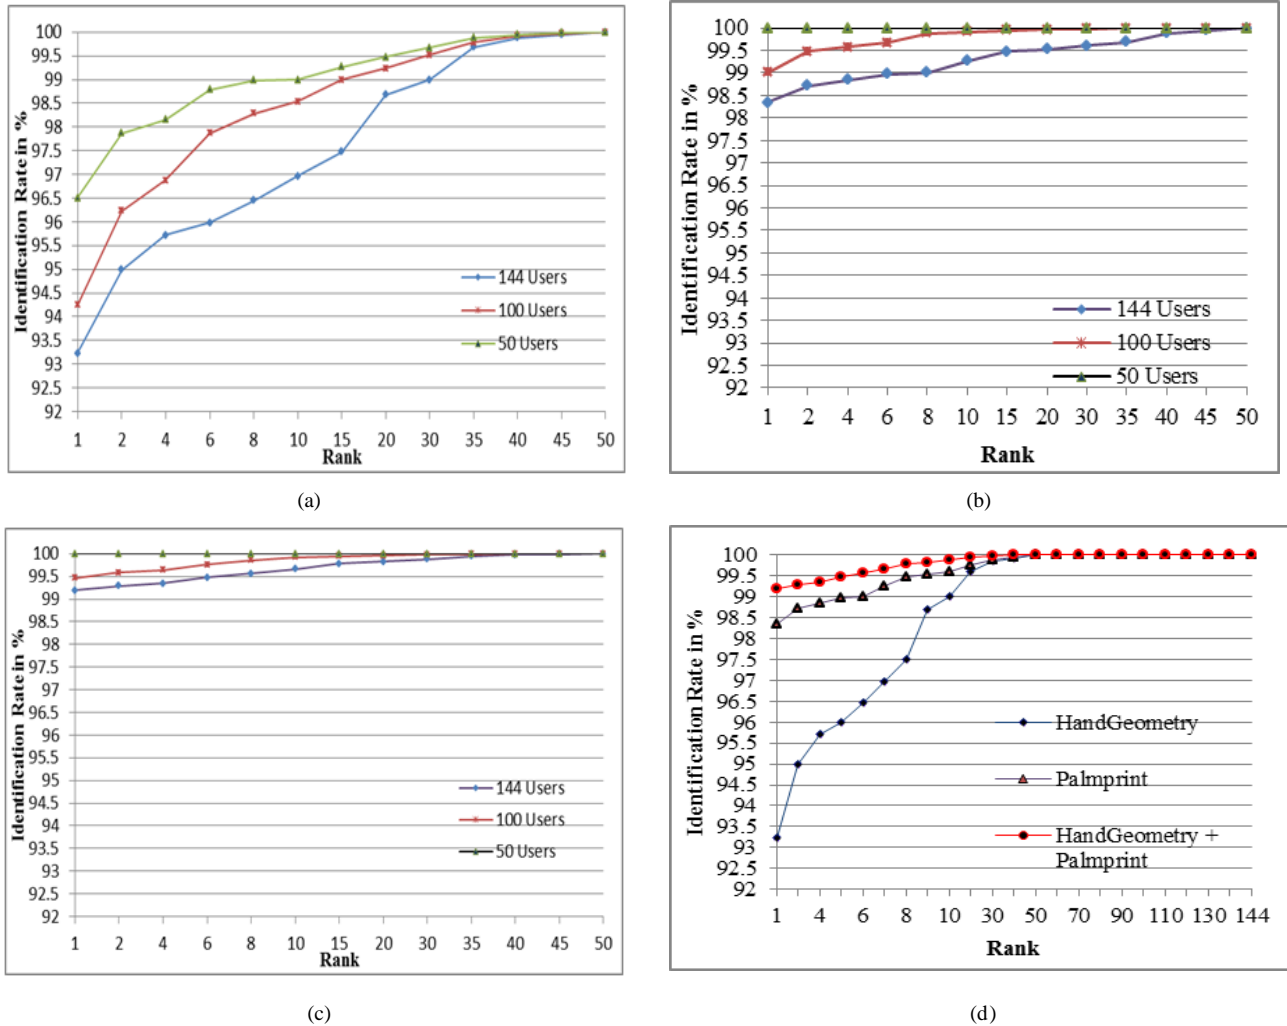 100
99.5
99
98.5
98
97.5
97
96.5
96
95.5
95
94.5
94
93.5
93
92.5
92
Identification Rate in %
144 Users
100 Users
50 Users
1 2 4 6 8 10 15 20 30 35 40 45 50
Rank
(a)
100
99.5
99
98.5
98
97.5
97
96.5
96
95.5
95
94.5
94
93.5
93
92.5
92
Identification Rate in %
144 Users
100 Users
50 Users
1 2 4 6 8 10 15 20 30 35 40 45 50
Rank
(b)
100
99.5
99
98.5
98
97.5
97
96.5
96
95.5
95
94.5
94
93.5
93
92.5
92
Identification Rate in %
144 Users
100 Users
50 Users
1 2 4 6 8 10 15 20 30 35 40 45 50
Rank
(c)
100
99.5
99
98.5
98
97.5
97
96.5
96
95.5
95
94.5
94
93.5
93
92.5
92
Identification Rate in %
HandGeometry
Palmprint
HandGeometry +
Palmprint
1 4 6 8 10 30 50 70 90 110 130 144
Rank
(d)